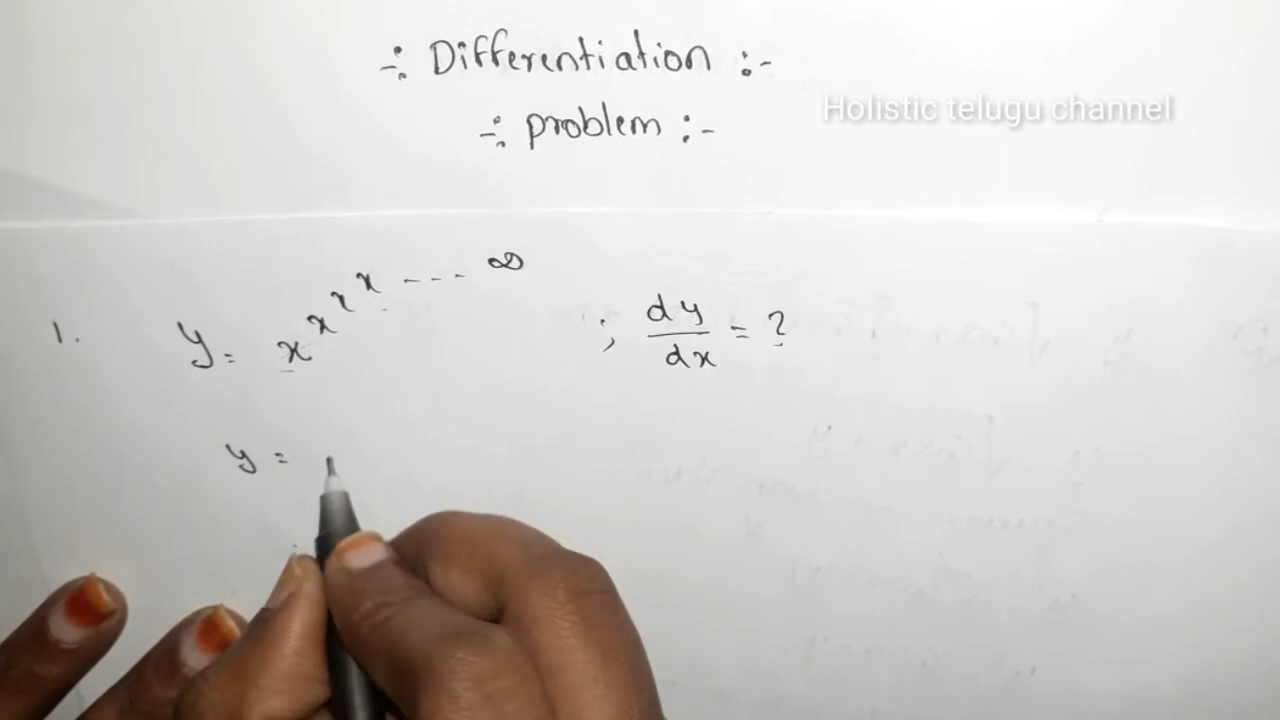 -: Differentiation :-
Holistic telugu channel
-: problem :-
1. y = x^x^x^x --- ∞ ; dy/dx = ?
y =